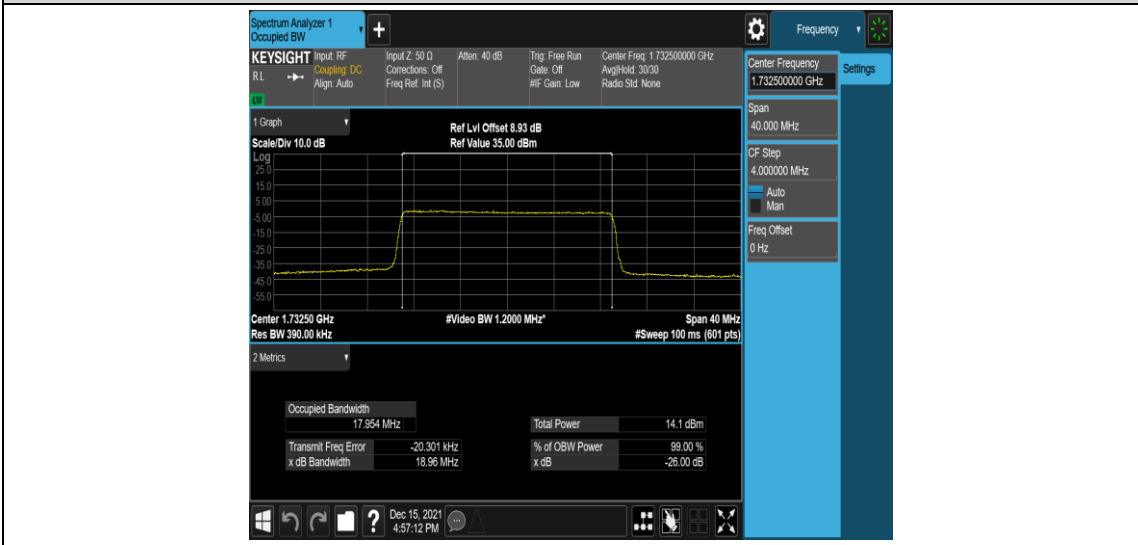 Spectrum Analyzer 1
Occupied BW
+
Frequency
KEYSIGHT
R L
LNI
Input: RF
Coupling: DC
Align: Auto
Input Z: 50 Ω
Corrections: Off
Freq Ref: Int (S)
Atten: 40 dB
Trig: Free Run
Gate: Off
#IF Gain: Low
Center Freq: 1.732500000 GHz
Avg|Hold: 30/30
Radio Std: None
Center Frequency
1.732500000 GHz
Settings
Span
40.000 MHz
CF Step
4.000000 MHz
Auto
Man
Freq Offset
0 Hz
1 Graph
Ref Lvl Offset 8.93 dB
Scale/Div 10.0 dB
Ref Value 35.00 dBm
Log
25.0
15.0
5.00
-5.00
-15.0
-25.0
-35.0
-45.0
-55.0
Center 1.73250 GHz
#Video BW 1.2000 MHz*
Span 40 MHz
Res BW 390.00 kHz
#Sweep 100 ms (601 pts)
2 Metrics
Occupied Bandwidth
17.954 MHz
Total Power 14.1 dBm
Transmit Freq Error -20.301 kHz
% of OBW Power 99.00 %
x dB Bandwidth 18.96 MHz
x dB -26.00 dB
?
Dec 15, 2021
4:57:12 PM